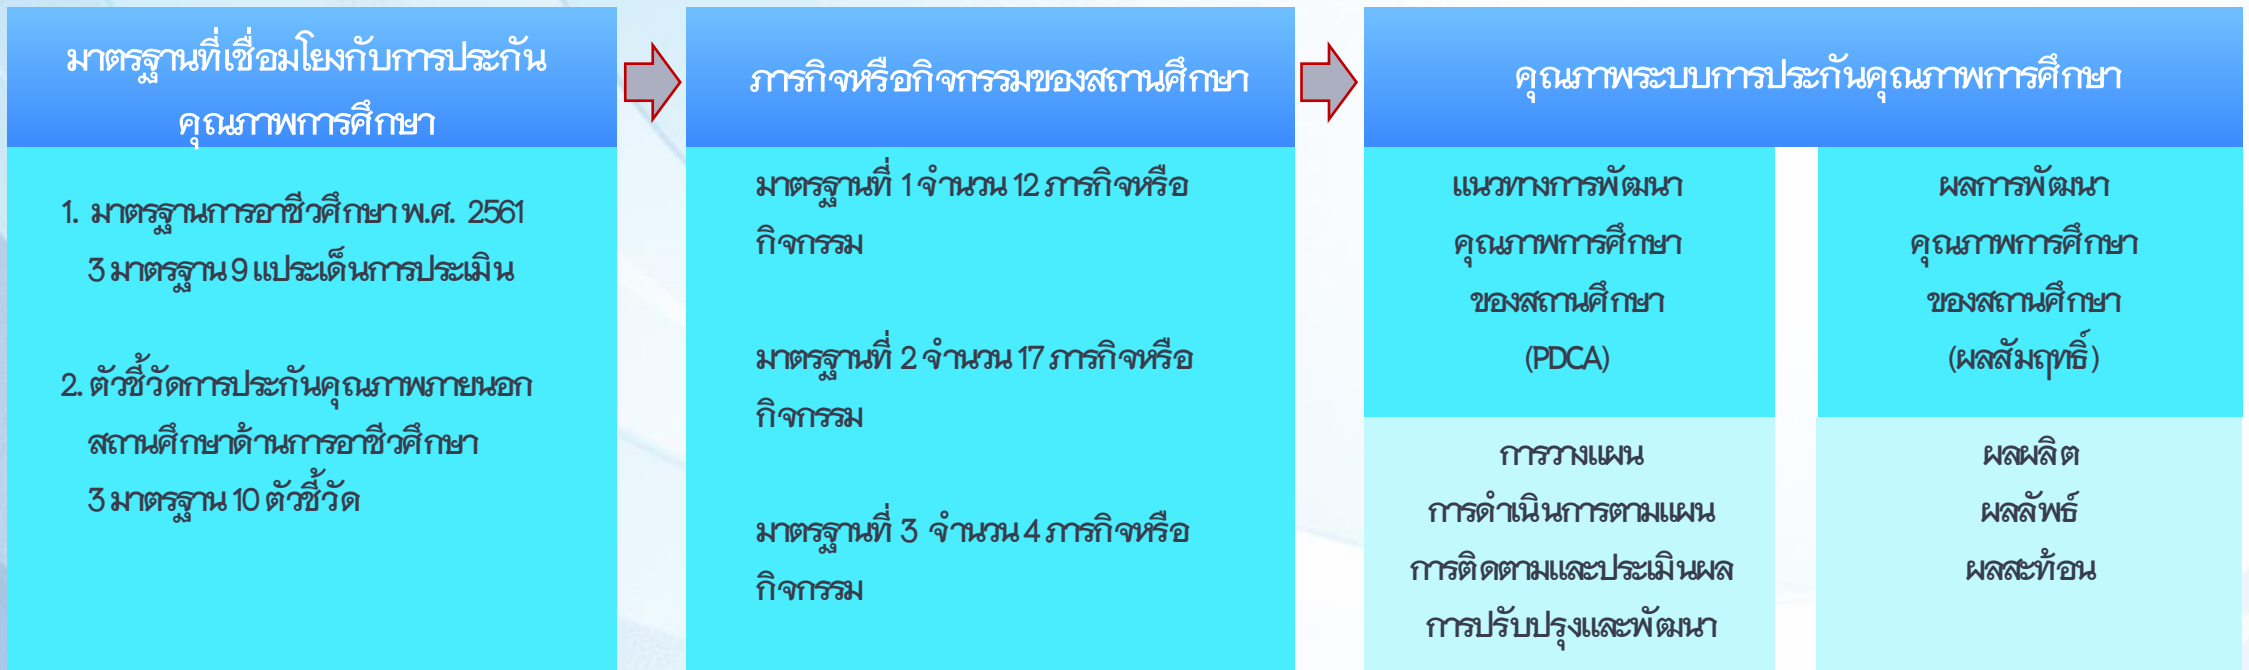 มาตรฐานที่เชื่อมโยงกับการประกัน
คุณภาพการศึกษา
1. มาตรฐานการอาชีวศึกษา พ.ศ. 2561
3 มาตรฐาน 9 แประเด็นการประเมิน
2. ตัวชี้วัดการประกันคุณภาพภายนอก
สถานศึกษาด้านการอาชีวศึกษา
3 มาตรฐาน 10 ตัวชี้วัด
ภารกิจหรือกิจกรรมของสถานศึกษา
มาตรฐานที่ 1 จำนวน 12 ภารกิจหรือ
กิจกรรม
มาตรฐานที่ 2 จำนวน 17 ภารกิจหรือ
กิจกรรม
มาตรฐานที่ 3 จำนวน 4 ภารกิจหรือ
กิจกรรม
คุณภาพระบบการประกันคุณภาพการศึกษา
แนวทางการพัฒนา
คุณภาพการศึกษา
ของสถานศึกษา
(PDCA)
การวางแผน
การดำเนินการตามแผน
การติดตามและประเมินผล
การปรับปรุงและพัฒนา
ผลการพัฒนา
คุณภาพการศึกษา
ของสถานศึกษา
(ผลสัมฤทธิ์)
ผลผลิต
ผลลัพธ์
ผลสะท้อน